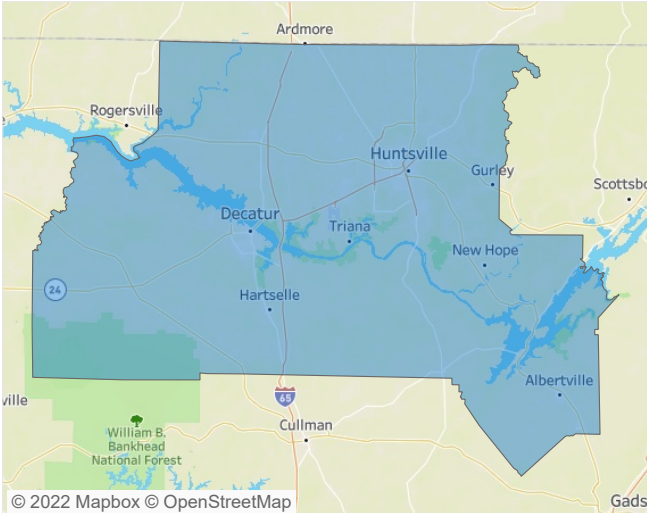 Ardmore
Rogersville
e
Huntsville
Gurley
Scottsbo
Decatur
Triana
New Hope
24
Hartselle
Albertville
65
ville
Cullman
William B.
Bankhead
National Forest
© 2022 Mapbox © OpenStreetMap
Gads